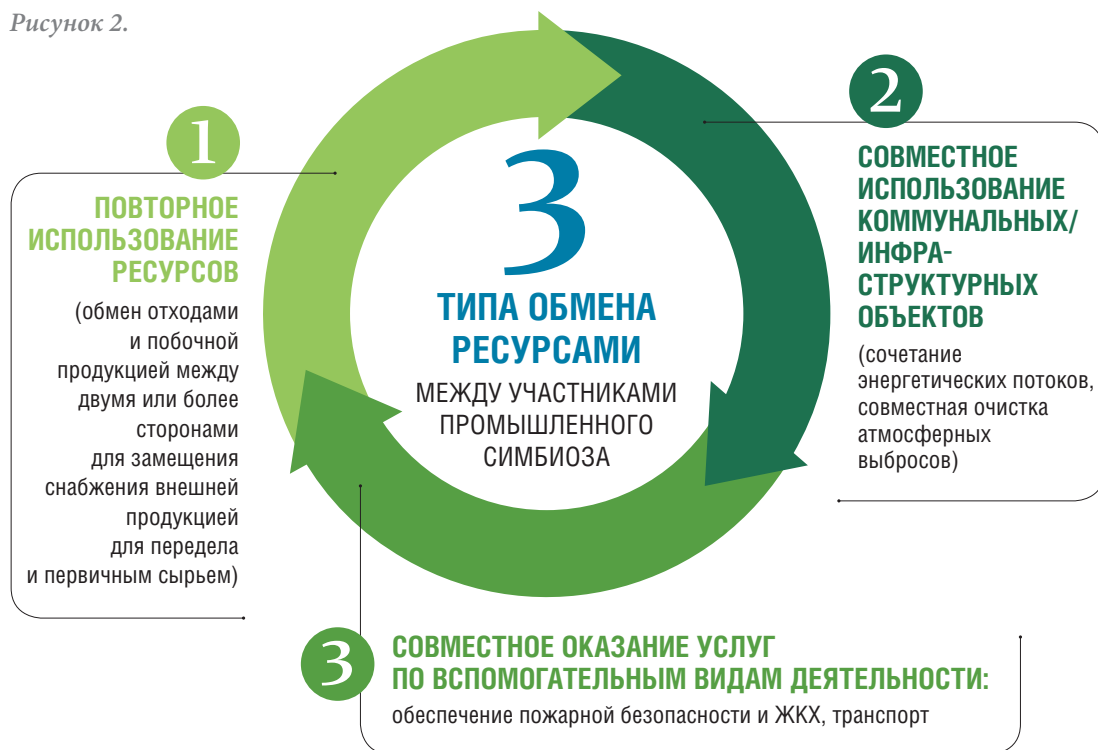 Рисунок 2.
3
ТИПА ОБМЕНА
РЕСУРСАМИ
МЕЖДУ УЧАСТНИКАМИ
ПРОМЫШЛЕННОГО
СИМБИОЗА
1
ПОВТОРНОЕ
ИСПОЛЬЗОВАНИЕ
РЕСУРСОВ
(обмен отходами
и побочной
продукцией между
двумя или более
сторонами
для замещения
снабжения внешней
продукцией
для передела
и первичным сырьем)
2
СОВМЕСТНОЕ
ИСПОЛЬЗОВАНИЕ
КОММУНАЛЬНЫХ/
ИНФРА-
СТРУКТУРНЫХ
ОБЪЕКТОВ
(сочетание
энергетических потоков,
совместная очистка
атмосферных
выбросов)
3
СОВМЕСТНОЕ ОКАЗАНИЕ УСЛУГ
ПО ВСПОМОГАТЕЛЬНЫМ ВИДАМ ДЕЯТЕЛЬНОСТИ:
обеспечение пожарной безопасности и ЖКХ, транспорт